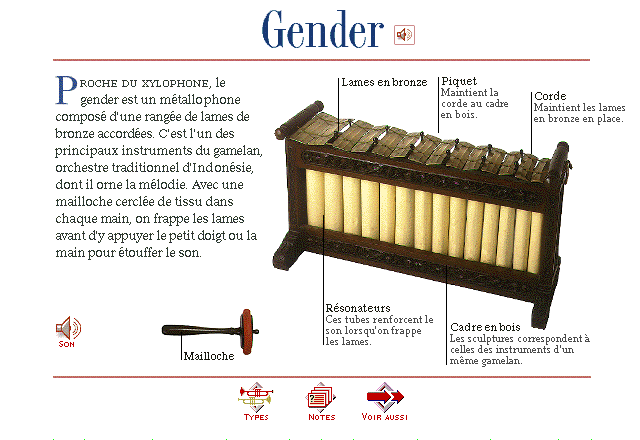 Gender
PROCHE DU XYLOPHONE, le
gender est un métallophone
composé d'une rangée de lames de
bronze accordées. C'est l'un des
principaux instruments du gamelan,
orchestre traditionnel d'Indonésie,
dont il orne la mélodie. Avec une
mailloche cerclée de tissu dans
chaque main, on frappe les lames
avant d'y appuyer le petit doigt ou la
main pour étouffer le son.
Lames en bronze
Piquet
Maintient la
corde au cadre
en bois.
Corde
Maintient les lames
en bronze en place.
Résonateurs
Ces tubes renforcent le
son lorsqu'on frappe
les lames.
Cadre en bois
Les sculptures correspondent à
celles des instruments d'un
même gamelan.
Son
Mailloche
TYPES
NOTES
VOIR AUSSI